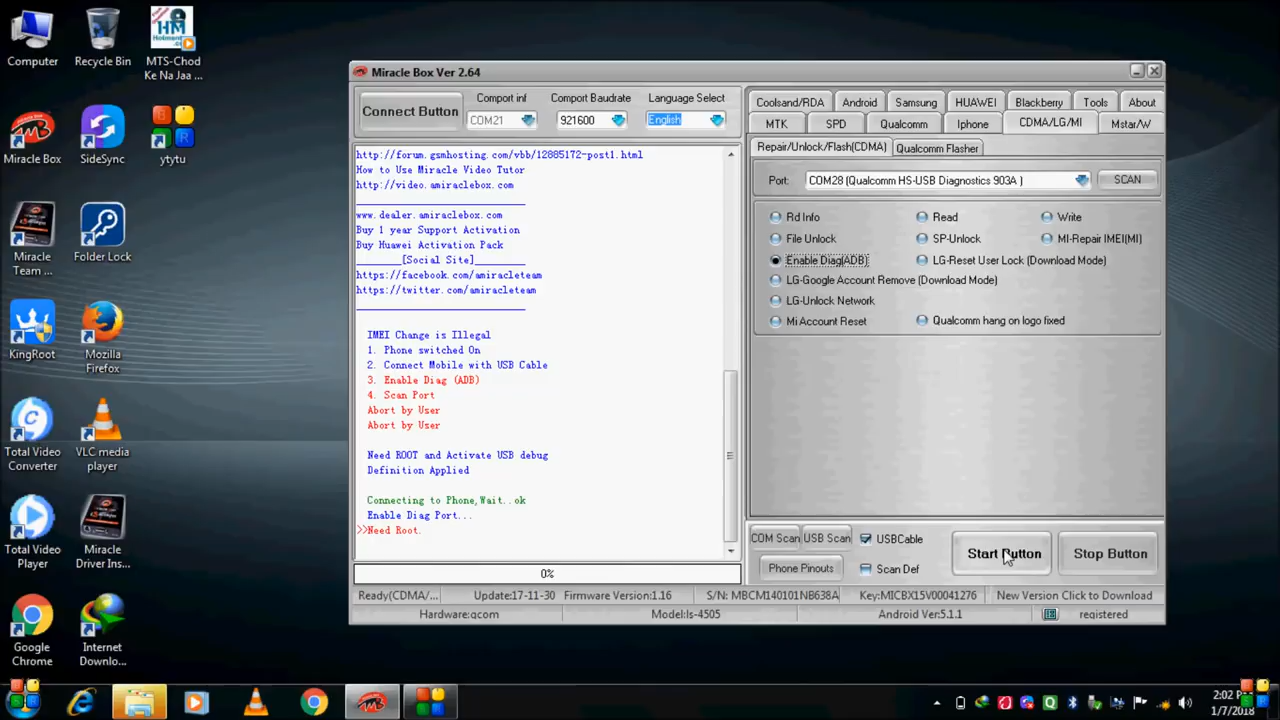 Computer
Recycle Bin
HM
MTS-Chod
Ke Na Jaa ...
Miracle Box
SideSync
ytytu
Miracle
Team ...
Folder Lock
KingRoot
Mozilla
Firefox
Total Video
Converter
VLC media
player
Total Video
Player
Miracle
Driver Ins...
Google
Chrome
Internet
Downlo...
Miracle Box Ver 2.64
Connect Button
Comport inf
COM21
Comport Baudrate
921600
Language Select
English
http://forum.gsmhosting.com/vbb/12885172-post1.html
How to Use Miracle Video Tutor
http://video.amiraclebox.com
www.dealer.amiraclebox.com
Buy 1 year Support Activation
Buy Huawei Activation Pack
______[Social Site]______
https://facebook.com/amiracleteam
https://twitter.com/amiracleteam
IMEI Change is Illegal
1. Phone switched On
2. Connect Mobile with USB Cable
3. Enable Diag (ADB)
4. Scan Port
Abort by User
Abort by User
Need ROOT and Activate USB debug
Definition Applied
Connecting to Phone,Wait..ok
Enable Diag Port...
>>Need Root.
0%
Coolsand/RDA Android Samsung HUAWEI Blackberry Tools About
MTK SPD Qualcomm Iphone CDMA/LG/MI Mstar/W
Repair/Unlock/Flash(CDMA) Qualcomm Flasher
Port: COM28 (Qualcomm HS-USB Diagnostics 903A ) SCAN
Rd Info Read Write
File Unlock SP-Unlock MI-Repair IMEI(MI)
Enable Diag(ADB) LG-Reset User Lock (Download Mode)
LG-Google Account Remove (Download Mode)
LG-Unlock Network
Mi Account Reset Qualcomm hang on logo fixed
COM Scan USB Scan USBCable
Phone Pinouts Scan Def
Start Button Stop Button
Ready(CDMA/... Update:17-11-30 Firmware Version:1.16 S/N: MBCM140101NB638A Key:MICBX15V00041276 New Version Click to Download
Hardware:qcom Model:ls-4505 Android Ver:5.1.1 registered
2:02 P
1/7/2018